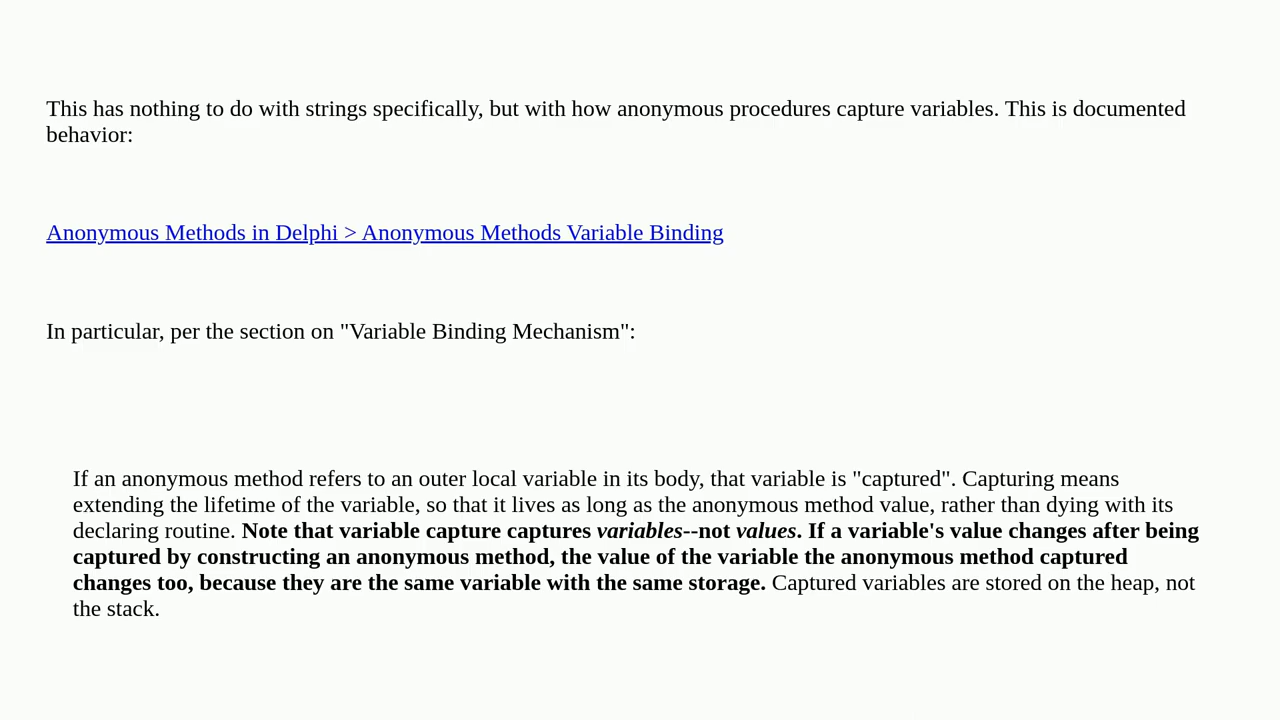 This has nothing to do with strings specifically, but with how anonymous procedures capture variables. This is documented
behavior:
Anonymous Methods in Delphi > Anonymous Methods Variable Binding
In particular, per the section on "Variable Binding Mechanism":
If an anonymous method refers to an outer local variable in its body, that variable is "captured". Capturing means
extending the lifetime of the variable, so that it lives as long as the anonymous method value, rather than dying with its
declaring routine. Note that variable capture captures variables--not values. If a variable's value changes after being
captured by constructing an anonymous method, the value of the variable the anonymous method captured
changes too, because they are the same variable with the same storage. Captured variables are stored on the heap, not
the stack.